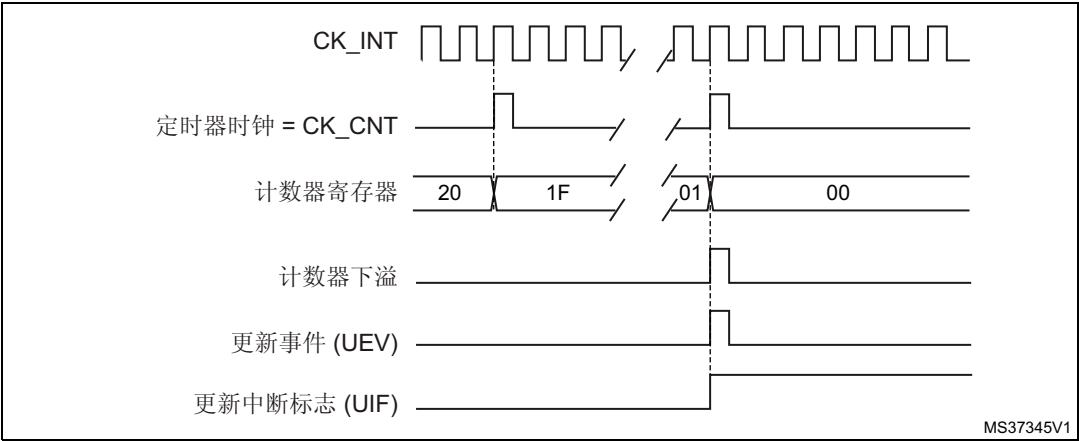 CK_INT
定时器时钟 = CK_CNT
计数器寄存器 20 1F 01 00
计数器下溢
更新事件 (UEV)
更新中断标志 (UIF)
MS37345V1